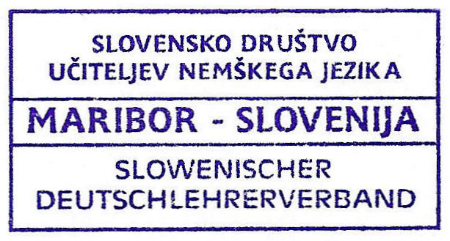 SLOVENSKO DRUŠTVO
UČITELJEV NEMŠKEGA JEZIKA
MARIBOR - SLOVENIJA
SLOWENISCHER
DEUTSCHLEHRERVERBAND